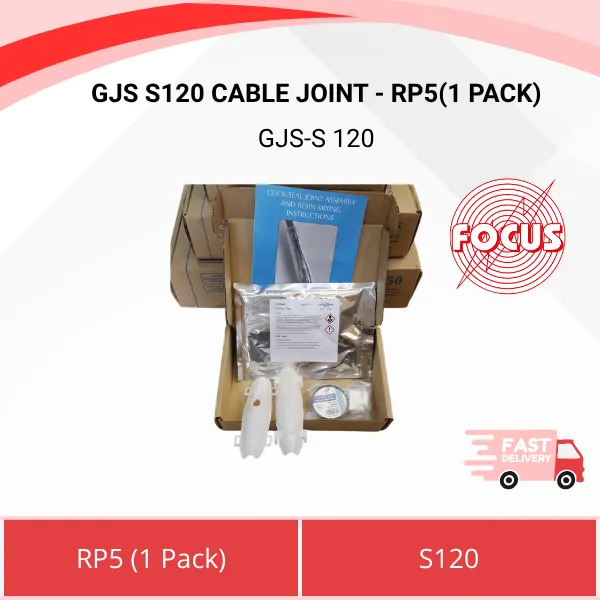 GJS S120 CABLE JOINT - RP5(1 PACK)
GJS-S 120
CLICK-SEAL JOINT ASSEMBLY
AND RESIN MIXING
INSTRUCTIONS
FOCUS
50
FAST
DELIVERY
RP5 (1 Pack)
S120